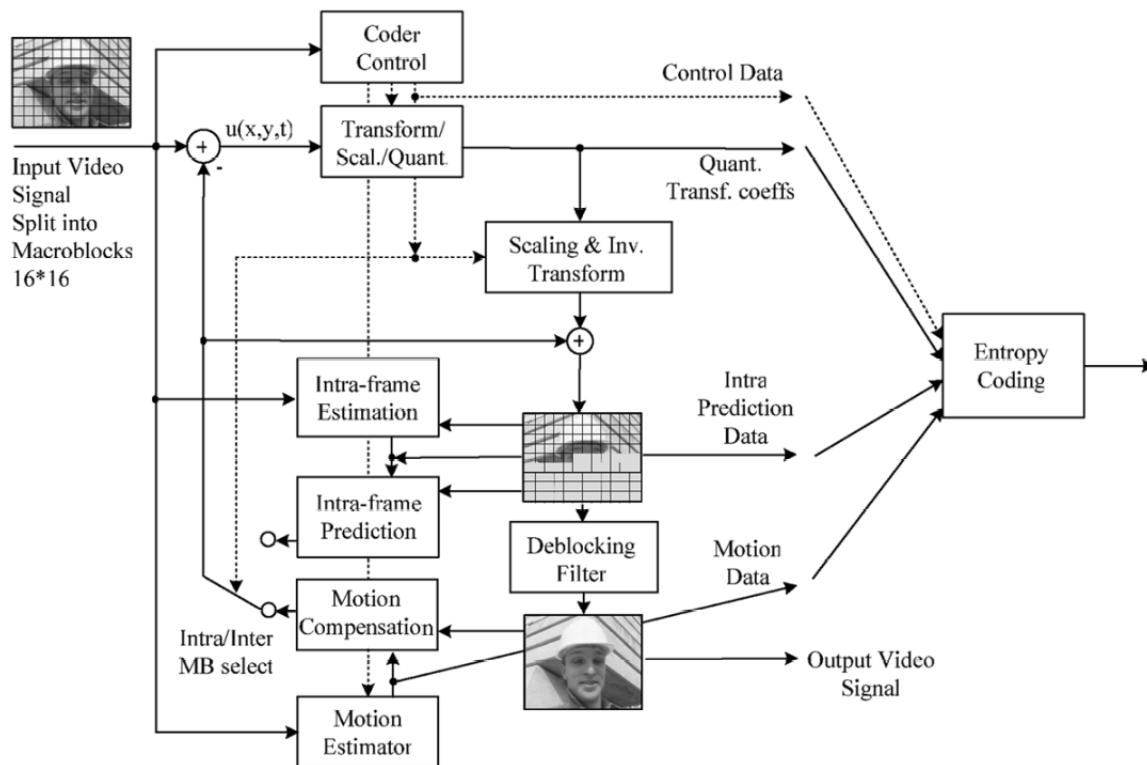 Coder
Control
Control Data
u(x,y,t)
+
-
Transform/
Scal./Quant.
Quant.
Transf. coeffs
Input Video
Signal
Split into
Macroblocks
16*16
Scaling & Inv.
Transform
+
Intra-frame
Estimation
Intra
Prediction
Data
Entropy
Coding
Intra-frame
Prediction
Deblocking
Filter
Motion
Data
Motion
Compensation
Intra/Inter
MB select
Output Video
Signal
Motion
Estimator